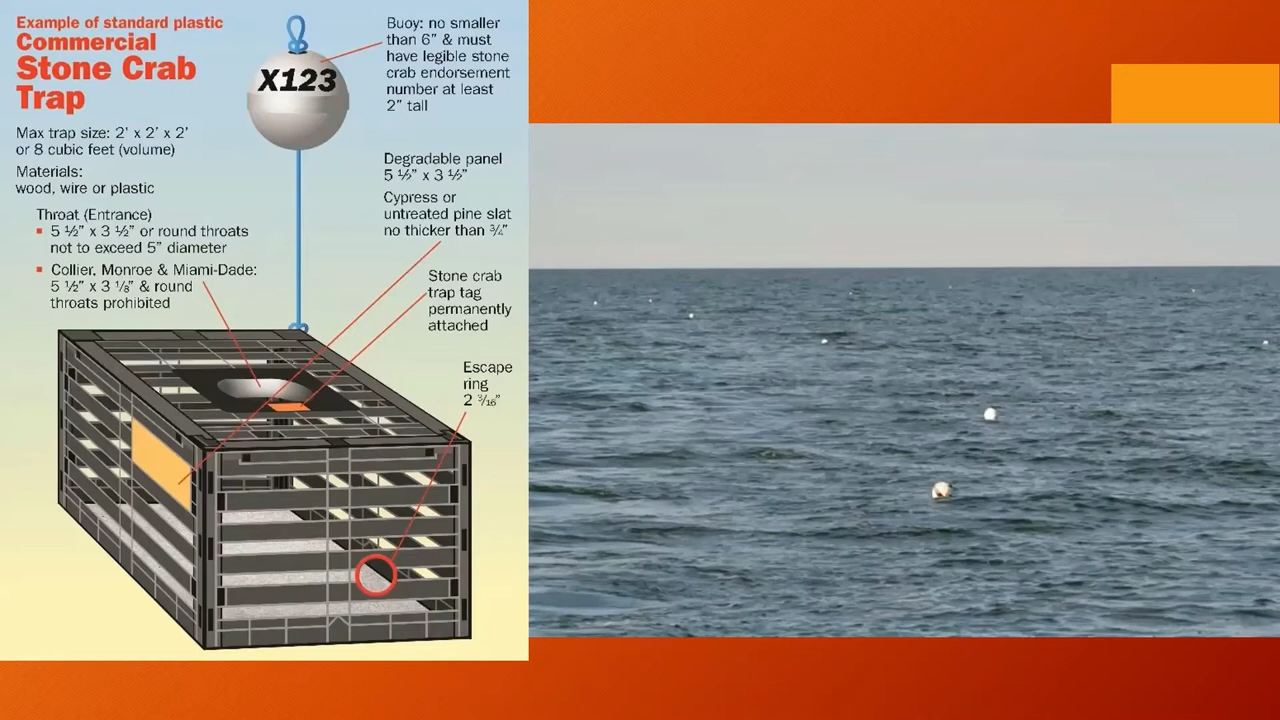 Example of standard plastic
Commercial
Stone Crab
Trap
Max trap size: 2' x 2' x 2'
or 8 cubic feet (volume)
Materials:
wood, wire or plastic
Throat (Entrance)
▪ 5 ½" x 3 ½" or round throats
not to exceed 5" diameter
▪ Collier, Monroe & Miami-Dade:
5 ½" x 3 ⅛" & round
throats prohibited
X123
Buoy: no smaller
than 6" & must
have legible stone
crab endorsement
number at least
2" tall
Degradable panel
5 ½" x 3 ½"
Cypress or
untreated pine slat
no thicker than ¾"
Stone crab
trap tag
permanently
attached
Escape
ring
2 3/16"